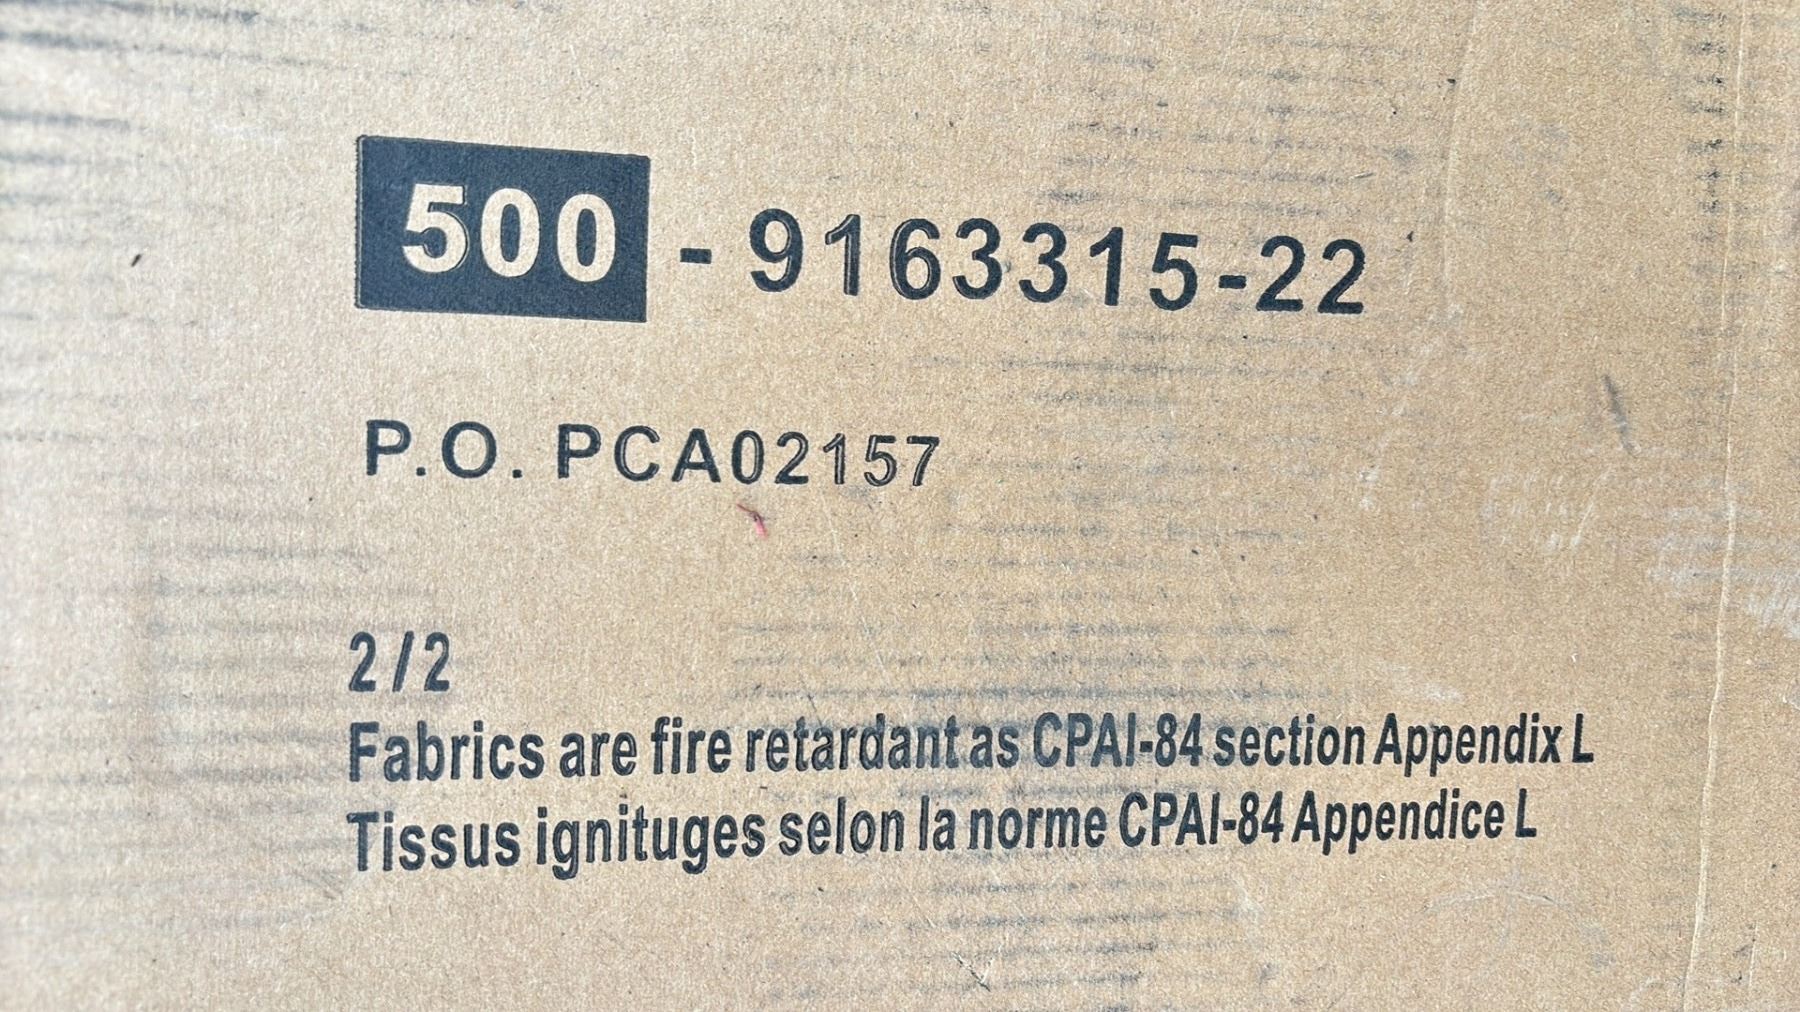 500 - 9163315-22
P.O. PCA02157
2/2
Fabrics are fire retardant as CPAI-84 section Appendix L
Tissus ignituges selon la norme CPAI-84 Appendice L